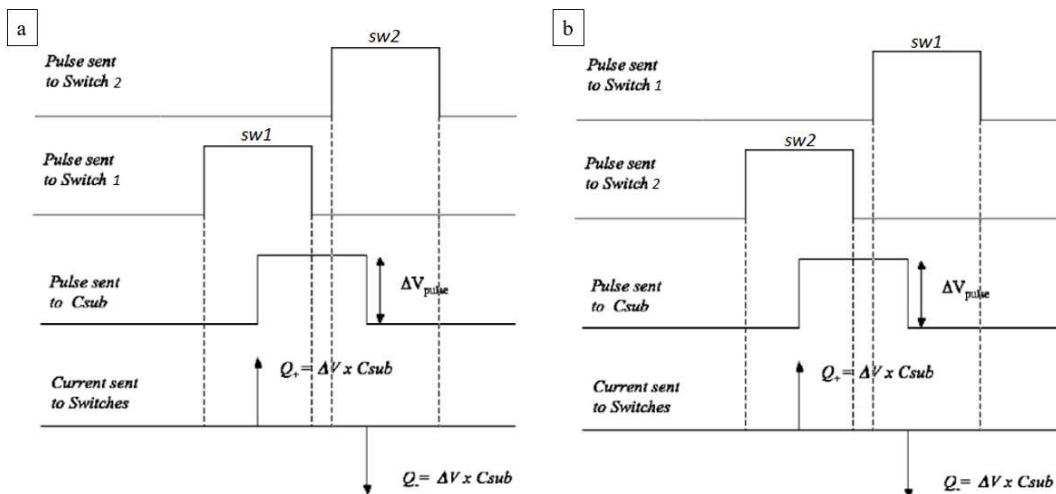 a
sw2
Pulse sent
to Switch 2
sw1
Pulse sent
to Switch 1
Pulse sent
to Csub
ΔVpulse
Q+ = ΔV x Csub
Current sent
to Switches
Q- = ΔV x Csub
b
sw1
Pulse sent
to Switch 1
sw2
Pulse sent
to Switch 2
Pulse sent
to Csub
ΔVpulse
Q+ = ΔV x Csub
Current sent
to Switches
Q- = ΔV x Csub